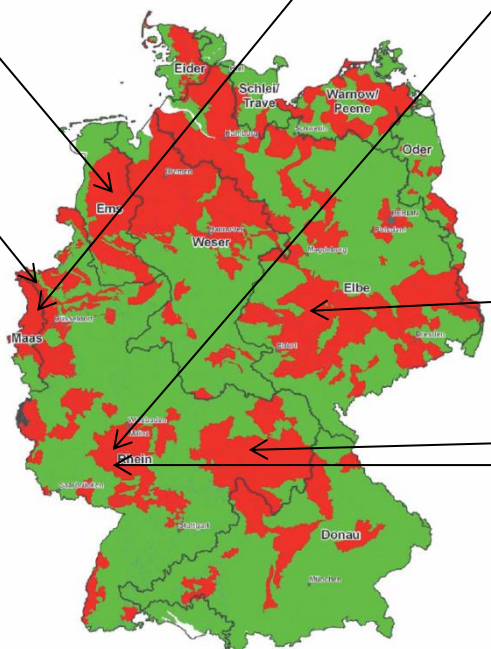 Eider
Kiel
Schlei/
Trave
Warnow/
Peene
Hamburg
Schwerin
Oder
Bremen
Ems
BERLIN
Potsdam
Hannover
Weser
Magdeburg
Elbe
Düsseldorf
Maas
Erfurt
Dresden
Wiesbaden
Mainz
Rhein
Saarbrücken
Stuttgart
Donau
München